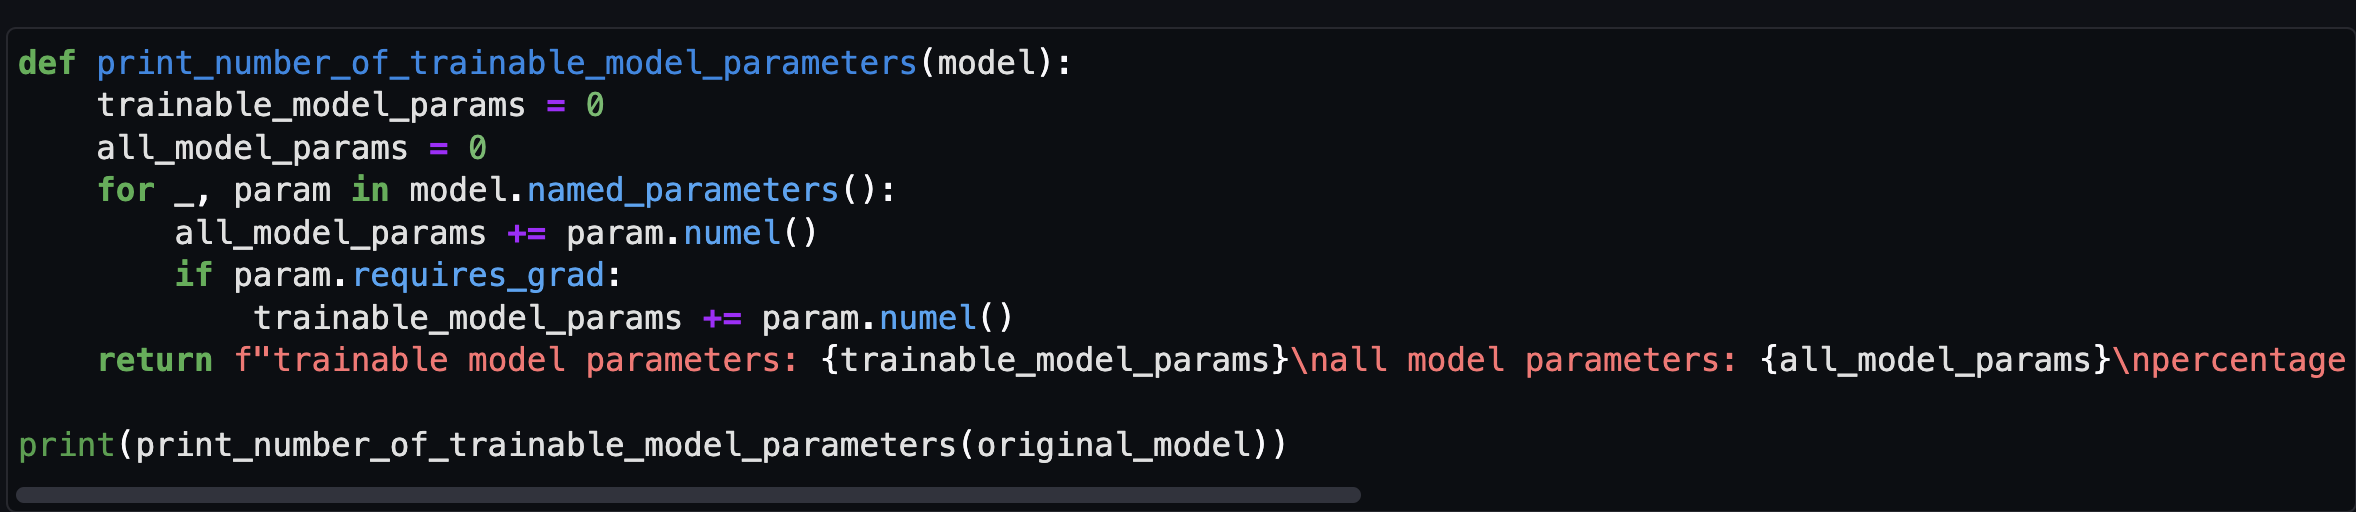 def print_number_of_trainable_model_parameters(model):
    trainable_model_params = 0
    all_model_params = 0
    for _, param in model.named_parameters():
        all_model_params += param.numel()
        if param.requires_grad:
            trainable_model_params += param.numel()
    return f"trainable model parameters: {trainable_model_params}\nall model parameters: {all_model_params}\npercentage

print(print_number_of_trainable_model_parameters(original_model))